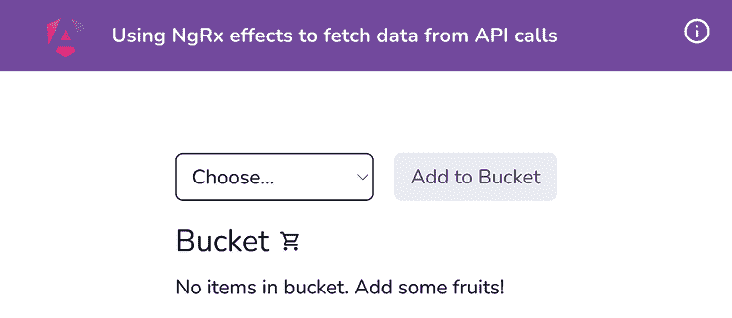 Using NgRx effects to fetch data from API calls
Choose...
Add to Bucket
Bucket
No items in bucket. Add some fruits!